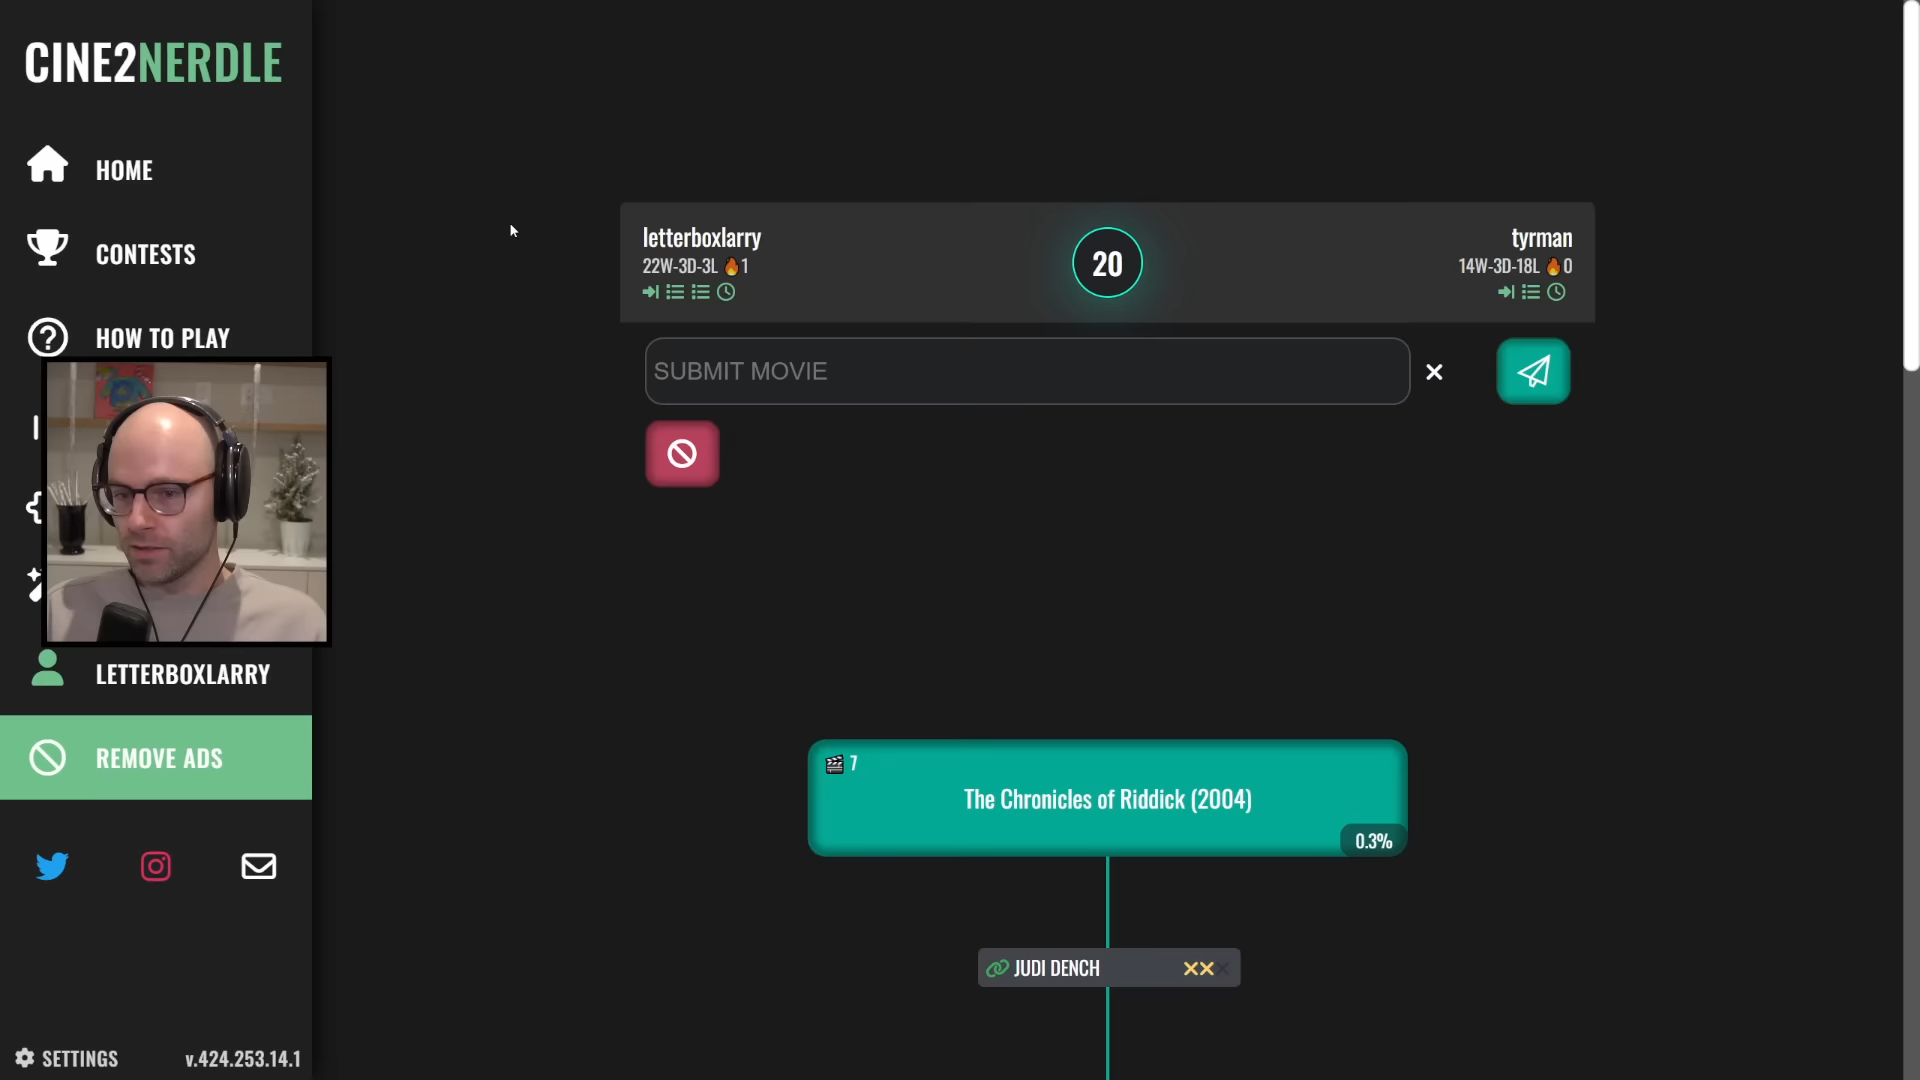 CINE2NERDLE
HOME
CONTESTS
HOW TO PLAY
LETTERBOXLARRY
REMOVE ADS
SETTINGS
v.424.253.14.1
letterboxlarry
22W-3D-3L 🔥1
20
tyrman
14W-3D-18L 🔥0
SUBMIT MOVIE
🎬 7
The Chronicles of Riddick (2004)
0.3%
JUDI DENCH